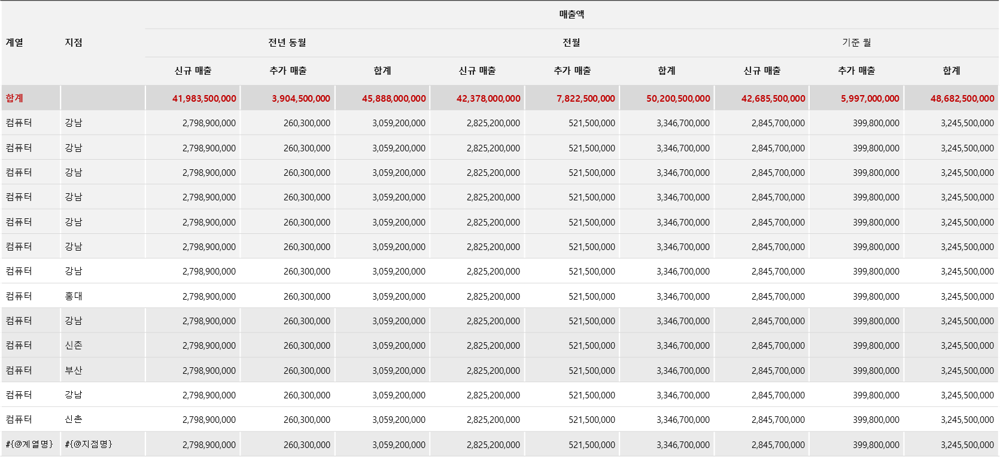 매출액
계열 지점 전년 동월 전월 기준 월
신규 매출 추가 매출 합계 신규 매출 추가 매출 합계 신규 매출 추가 매출 합계
합계 41,983,500,000 3,904,500,000 45,888,000,000 42,378,000,000 7,822,500,000 50,200,500,000 42,685,500,000 5,997,000,000 48,682,500,000
컴퓨터 강남 2,798,900,000 260,300,000 3,059,200,000 2,825,200,000 521,500,000 3,346,700,000 2,845,700,000 399,800,000 3,245,500,000
컴퓨터 강남 2,798,900,000 260,300,000 3,059,200,000 2,825,200,000 521,500,000 3,346,700,000 2,845,700,000 399,800,000 3,245,500,000
컴퓨터 강남 2,798,900,000 260,300,000 3,059,200,000 2,825,200,000 521,500,000 3,346,700,000 2,845,700,000 399,800,000 3,245,500,000
컴퓨터 강남 2,798,900,000 260,300,000 3,059,200,000 2,825,200,000 521,500,000 3,346,700,000 2,845,700,000 399,800,000 3,245,500,000
컴퓨터 강남 2,798,900,000 260,300,000 3,059,200,000 2,825,200,000 521,500,000 3,346,700,000 2,845,700,000 399,800,000 3,245,500,000
컴퓨터 강남 2,798,900,000 260,300,000 3,059,200,000 2,825,200,000 521,500,000 3,346,700,000 2,845,700,000 399,800,000 3,245,500,000
컴퓨터 강남 2,798,900,000 260,300,000 3,059,200,000 2,825,200,000 521,500,000 3,346,700,000 2,845,700,000 399,800,000 3,245,500,000
컴퓨터 홍대 2,798,900,000 260,300,000 3,059,200,000 2,825,200,000 521,500,000 3,346,700,000 2,845,700,000 399,800,000 3,245,500,000
컴퓨터 강남 2,798,900,000 260,300,000 3,059,200,000 2,825,200,000 521,500,000 3,346,700,000 2,845,700,000 399,800,000 3,245,500,000
컴퓨터 신촌 2,798,900,000 260,300,000 3,059,200,000 2,825,200,000 521,500,000 3,346,700,000 2,845,700,000 399,800,000 3,245,500,000
컴퓨터 부산 2,798,900,000 260,300,000 3,059,200,000 2,825,200,000 521,500,000 3,346,700,000 2,845,700,000 399,800,000 3,245,500,000
컴퓨터 강남 2,798,900,000 260,300,000 3,059,200,000 2,825,200,000 521,500,000 3,346,700,000 2,845,700,000 399,800,000 3,245,500,000
컴퓨터 신촌 2,798,900,000 260,300,000 3,059,200,000 2,825,200,000 521,500,000 3,346,700,000 2,845,700,000 399,800,000 3,245,500,000
#{@계열명} #{@지점명} 2,798,900,000 260,300,000 3,059,200,000 2,825,200,000 521,500,000 3,346,700,000 2,845,700,000 399,800,000 3,245,500,000